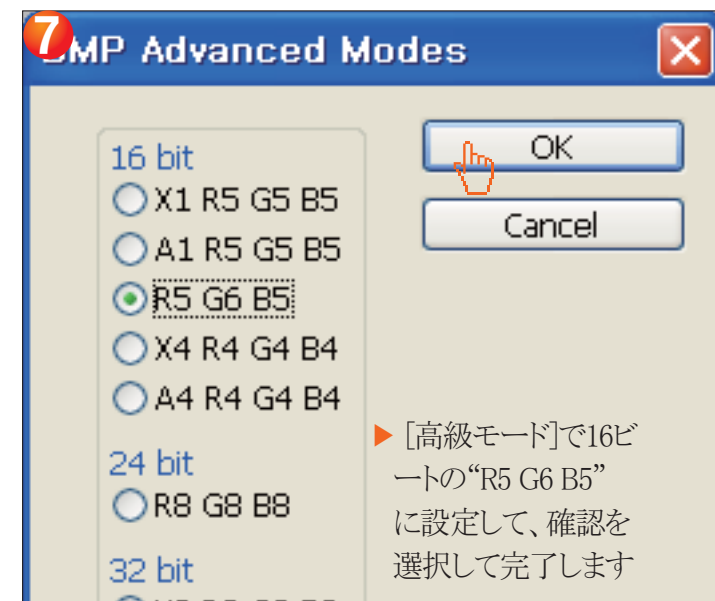 7
MP Advanced Modes
OK
Cancel
16 bit
X1 R5 G5 B5
A1 R5 G5 B5
R5 G6 B5
X4 R4 G4 B4
A4 R4 G4 B4
24 bit
R8 G8 B8
32 bit
▶ [高級モード]で16ビ
ートの“R5 G6 B5”
に設定して、確認を
選択して完了します